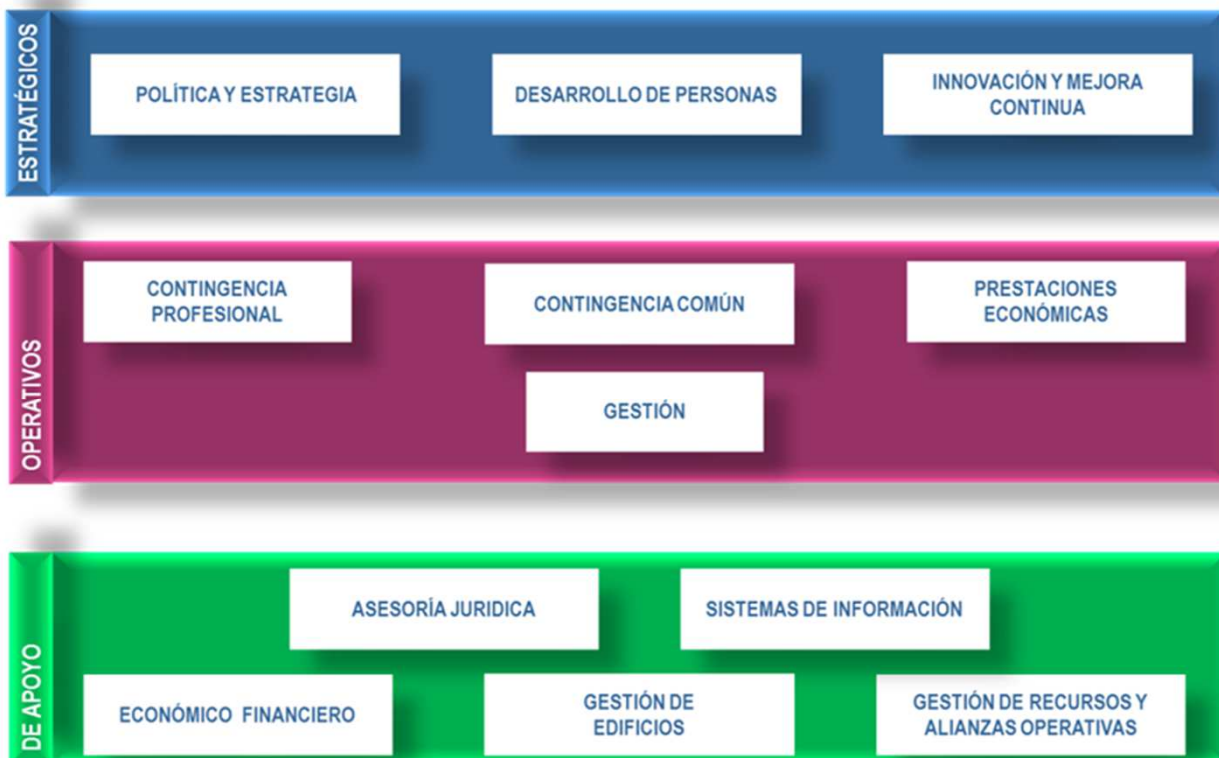 ESTRATÉGICOS
POLÍTICA Y ESTRATEGIA
DESARROLLO DE PERSONAS
INNOVACIÓN Y MEJORA
CONTINUA
OPERATIVOS
CONTINGENCIA
PROFESIONAL
CONTINGENCIA COMÚN
PRESTACIONES
ECONÓMICAS
GESTIÓN
DE APOYO
ASESORÍA JURIDICA
SISTEMAS DE INFORMACIÓN
ECONÓMICO FINANCIERO
GESTIÓN DE
EDIFICIOS
GESTIÓN DE RECURSOS Y
ALIANZAS OPERATIVAS